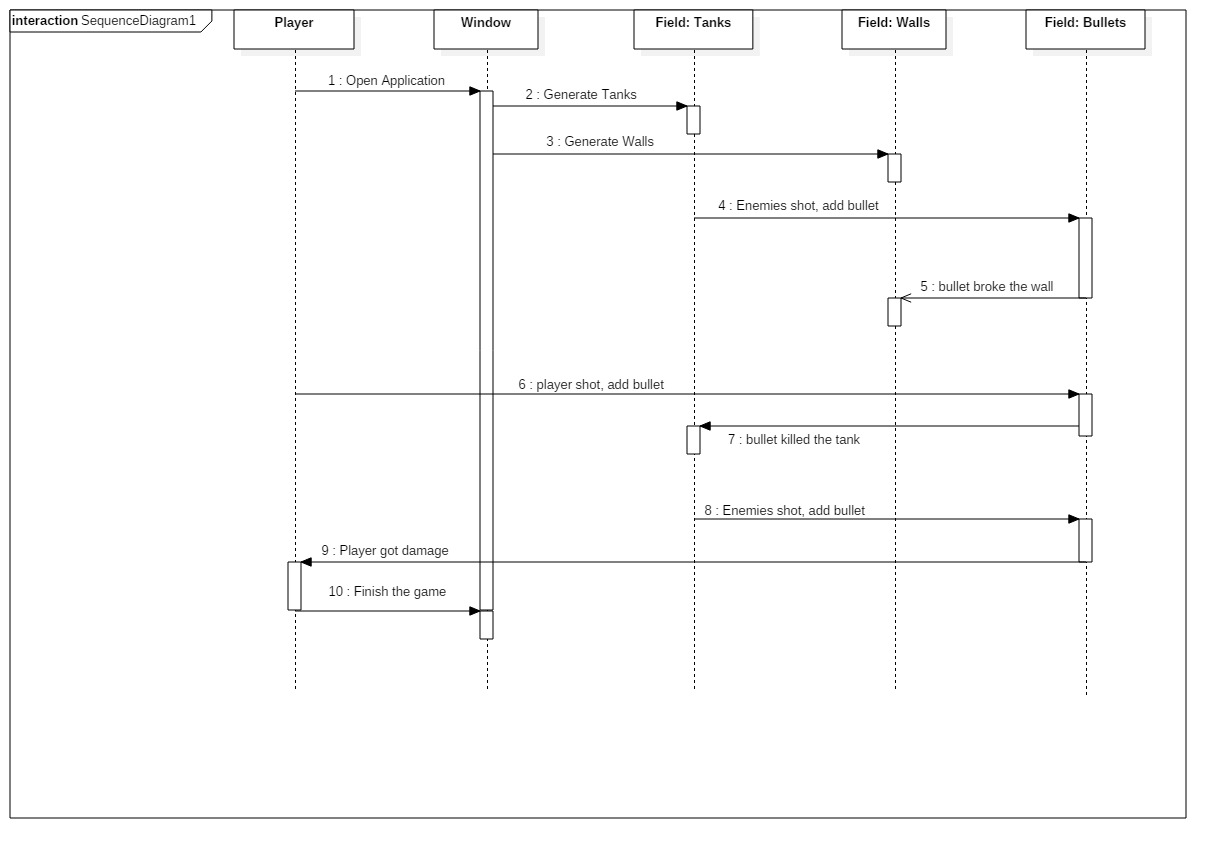 interaction SequenceDiagram1
Player
Window
Field: Tanks
Field: Walls
Field: Bullets
1 : Open Application
2 : Generate Tanks
3 : Generate Walls
4 : Enemies shot, add bullet
5 : bullet broke the wall
6 : player shot, add bullet
7 : bullet killed the tank
8 : Enemies shot, add bullet
9 : Player got damage
10 : Finish the game